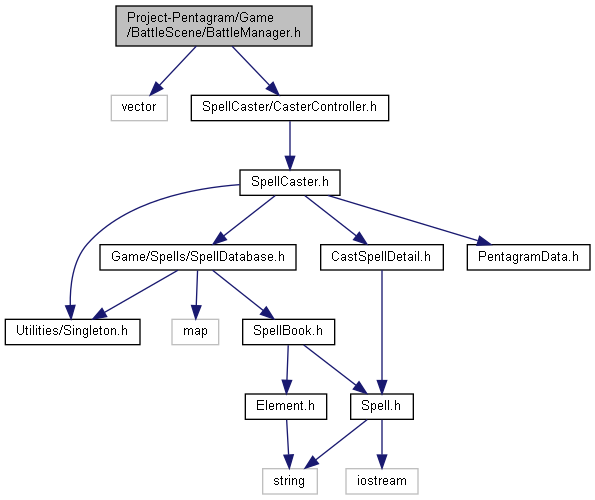 Project-Pentagram/Game
/BattleScene/BattleManager.h
vector
SpellCaster/CasterController.h
SpellCaster.h
Game/Spells/SpellDatabase.h
CastSpellDetail.h
PentagramData.h
Utilities/Singleton.h
map
SpellBook.h
Element.h
Spell.h
string
iostream